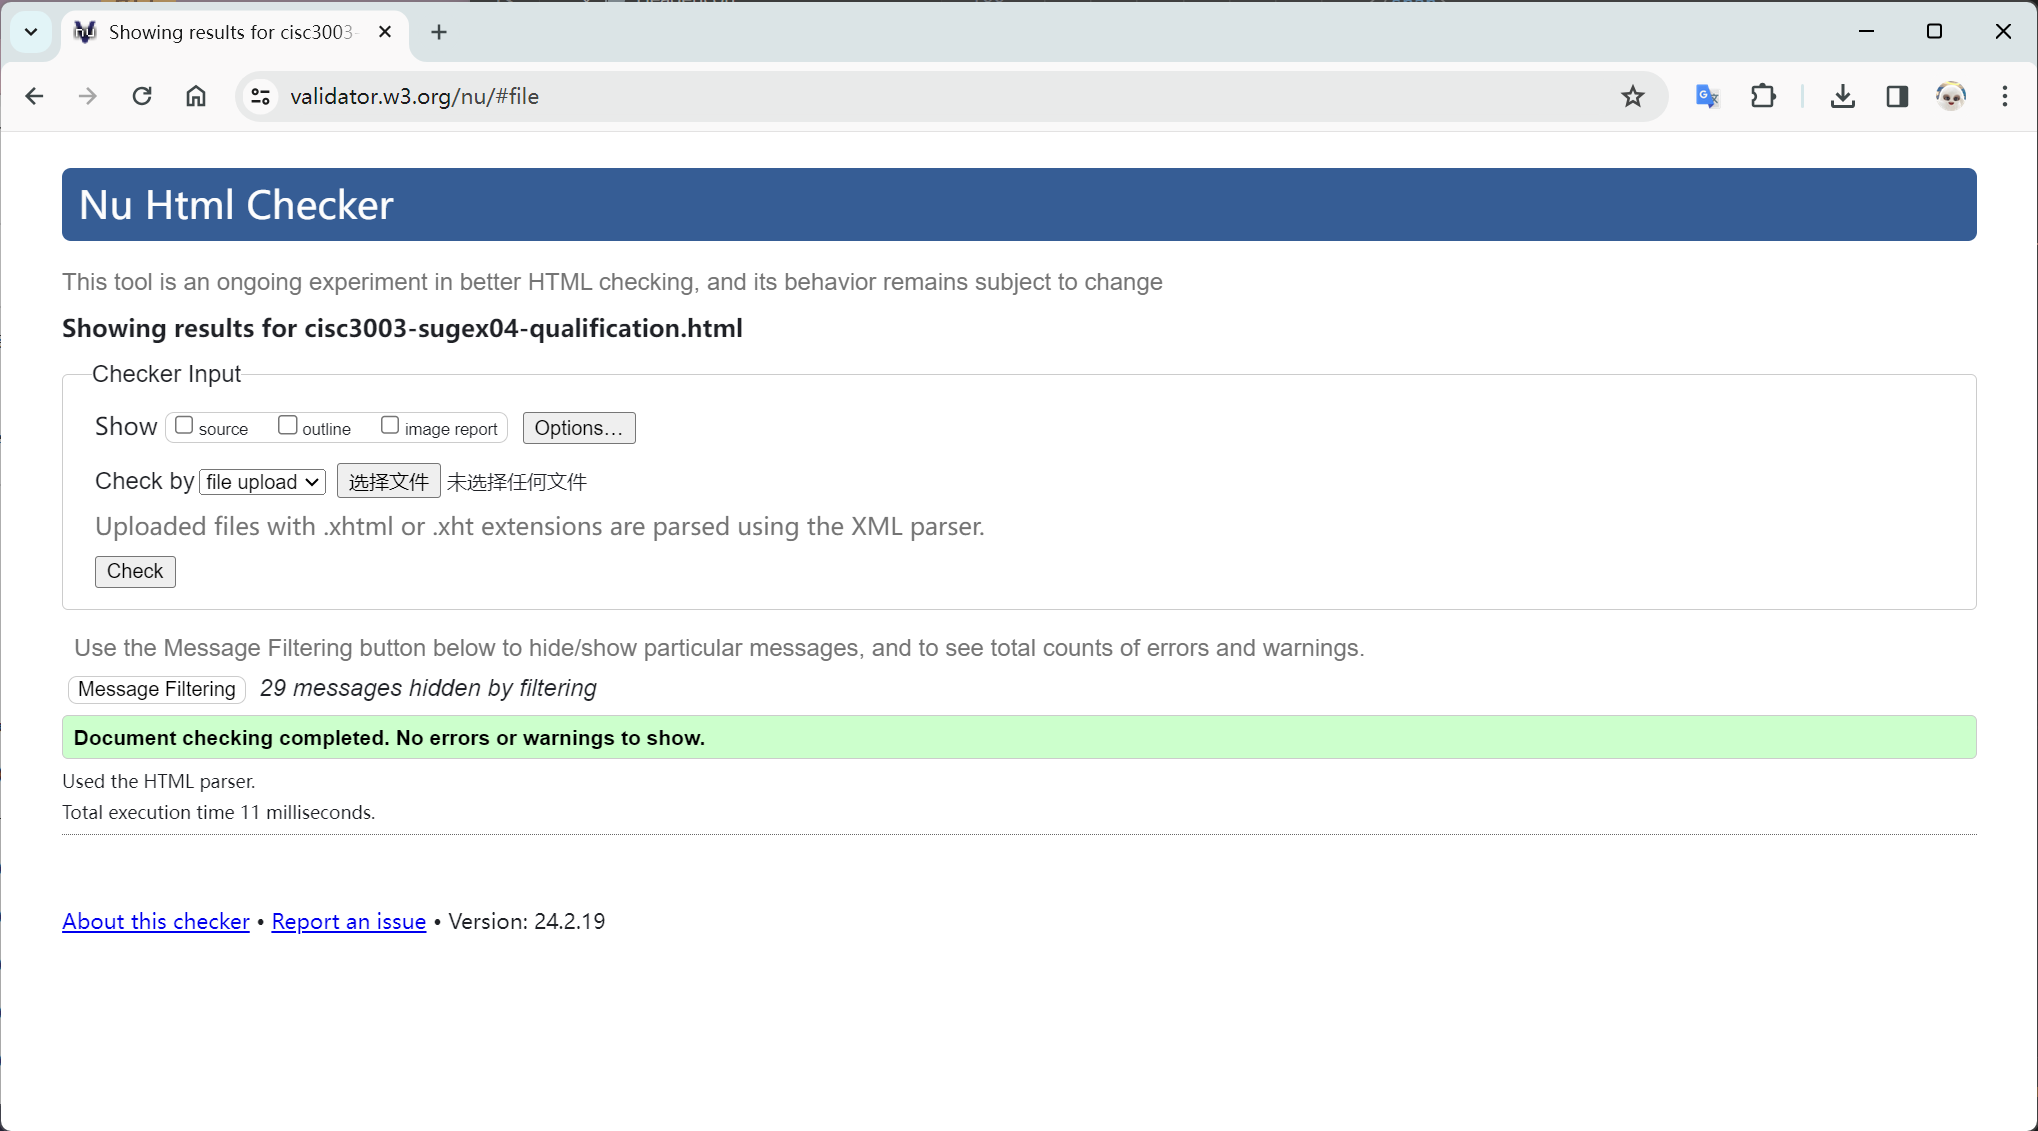 Showing results for cisc3003-
validator.w3.org/nu/#file
Nu Html Checker
This tool is an ongoing experiment in better HTML checking, and its behavior remains subject to change
Showing results for cisc3003-sugex04-qualification.html
Checker Input
Show source outline image report Options...
Check by file upload 选择文件 未选择任何文件
Uploaded files with .xhtml or .xht extensions are parsed using the XML parser.
Check
Use the Message Filtering button below to hide/show particular messages, and to see total counts of errors and warnings.
Message Filtering 29 messages hidden by filtering
Document checking completed. No errors or warnings to show.
Used the HTML parser.
Total execution time 11 milliseconds.
About this checker • Report an issue • Version: 24.2.19